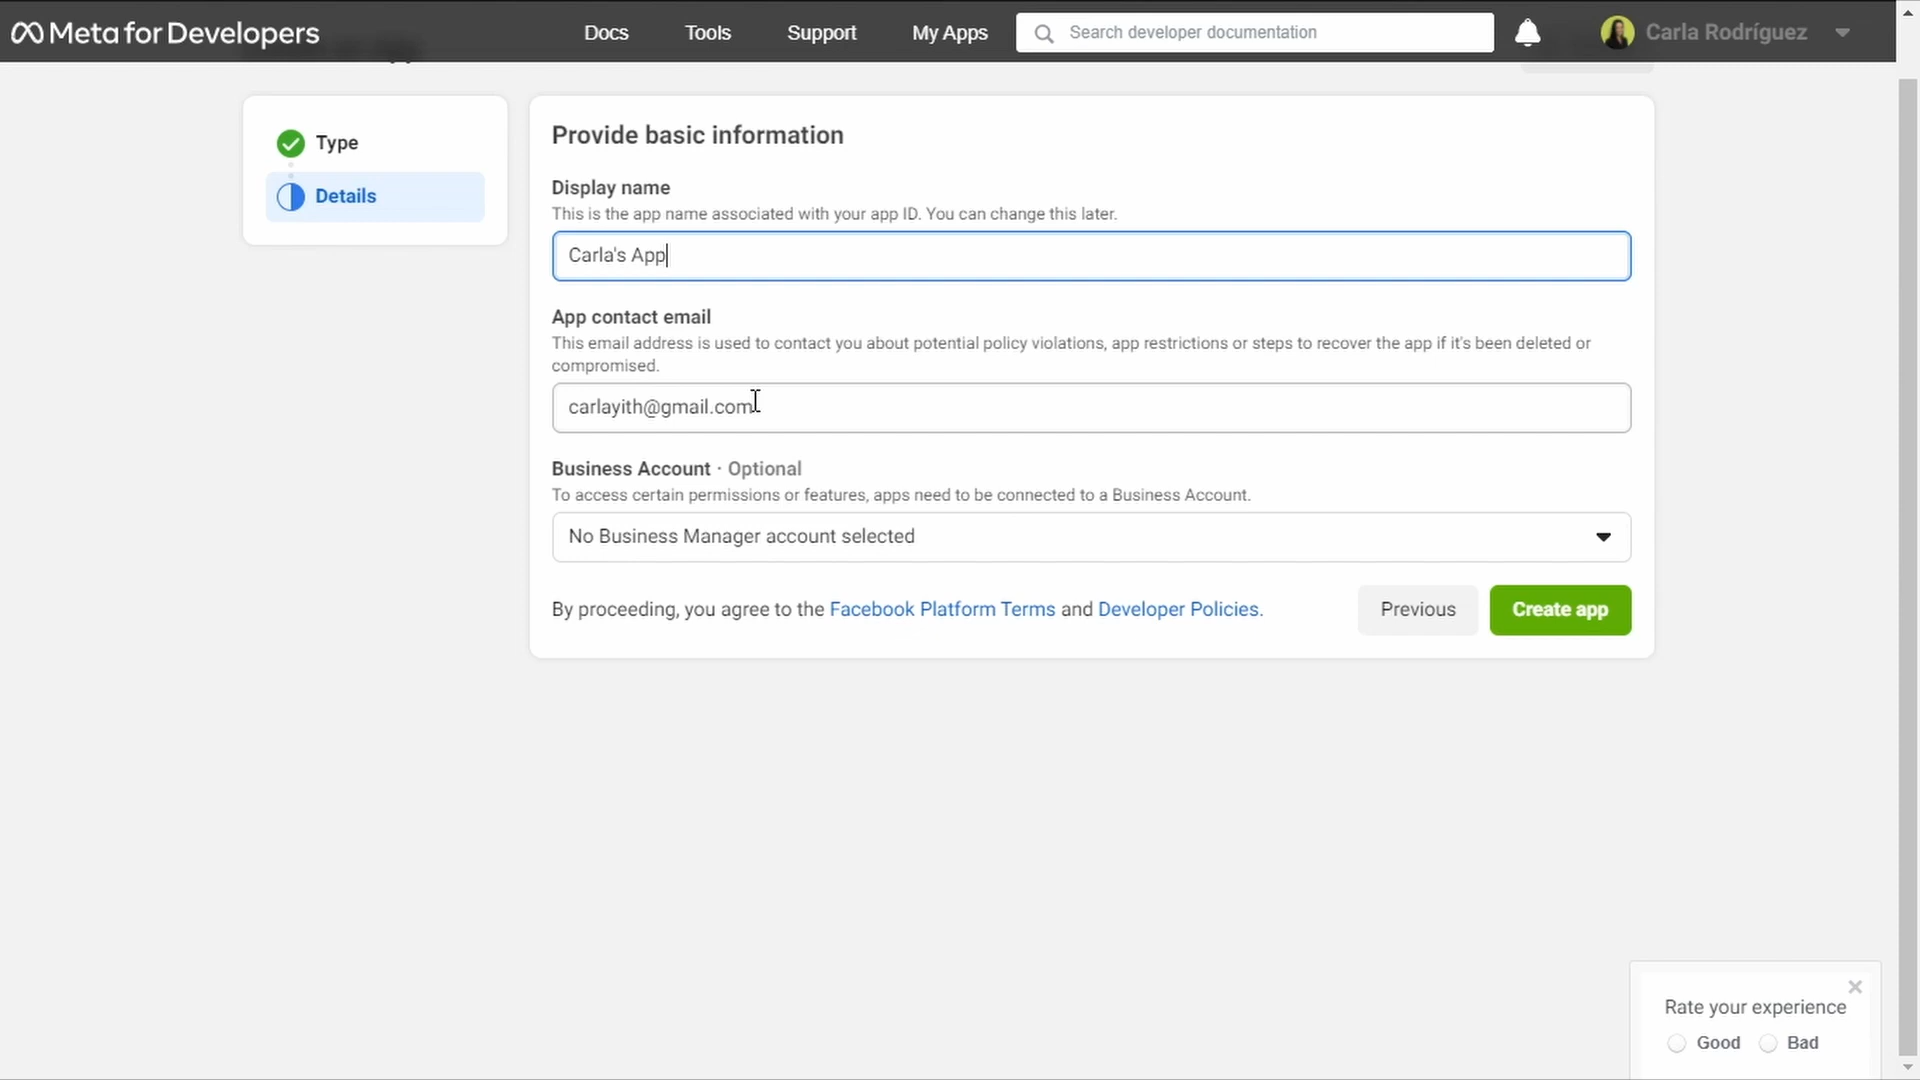 Meta for Developers
Docs
Tools
Support
My Apps
Search developer documentation
Carla Rodríguez
Type
Details
Provide basic information
Display name
This is the app name associated with your app ID. You can change this later.
Carla's App
App contact email
This email address is used to contact you about potential policy violations, app restrictions or steps to recover the app if it's been deleted or
compromised.
carlayith@gmail.com
Business Account · Optional
To access certain permissions or features, apps need to be connected to a Business Account.
No Business Manager account selected
By proceeding, you agree to the Facebook Platform Terms and Developer Policies.
Previous
Create app
Rate your experience
Good
Bad